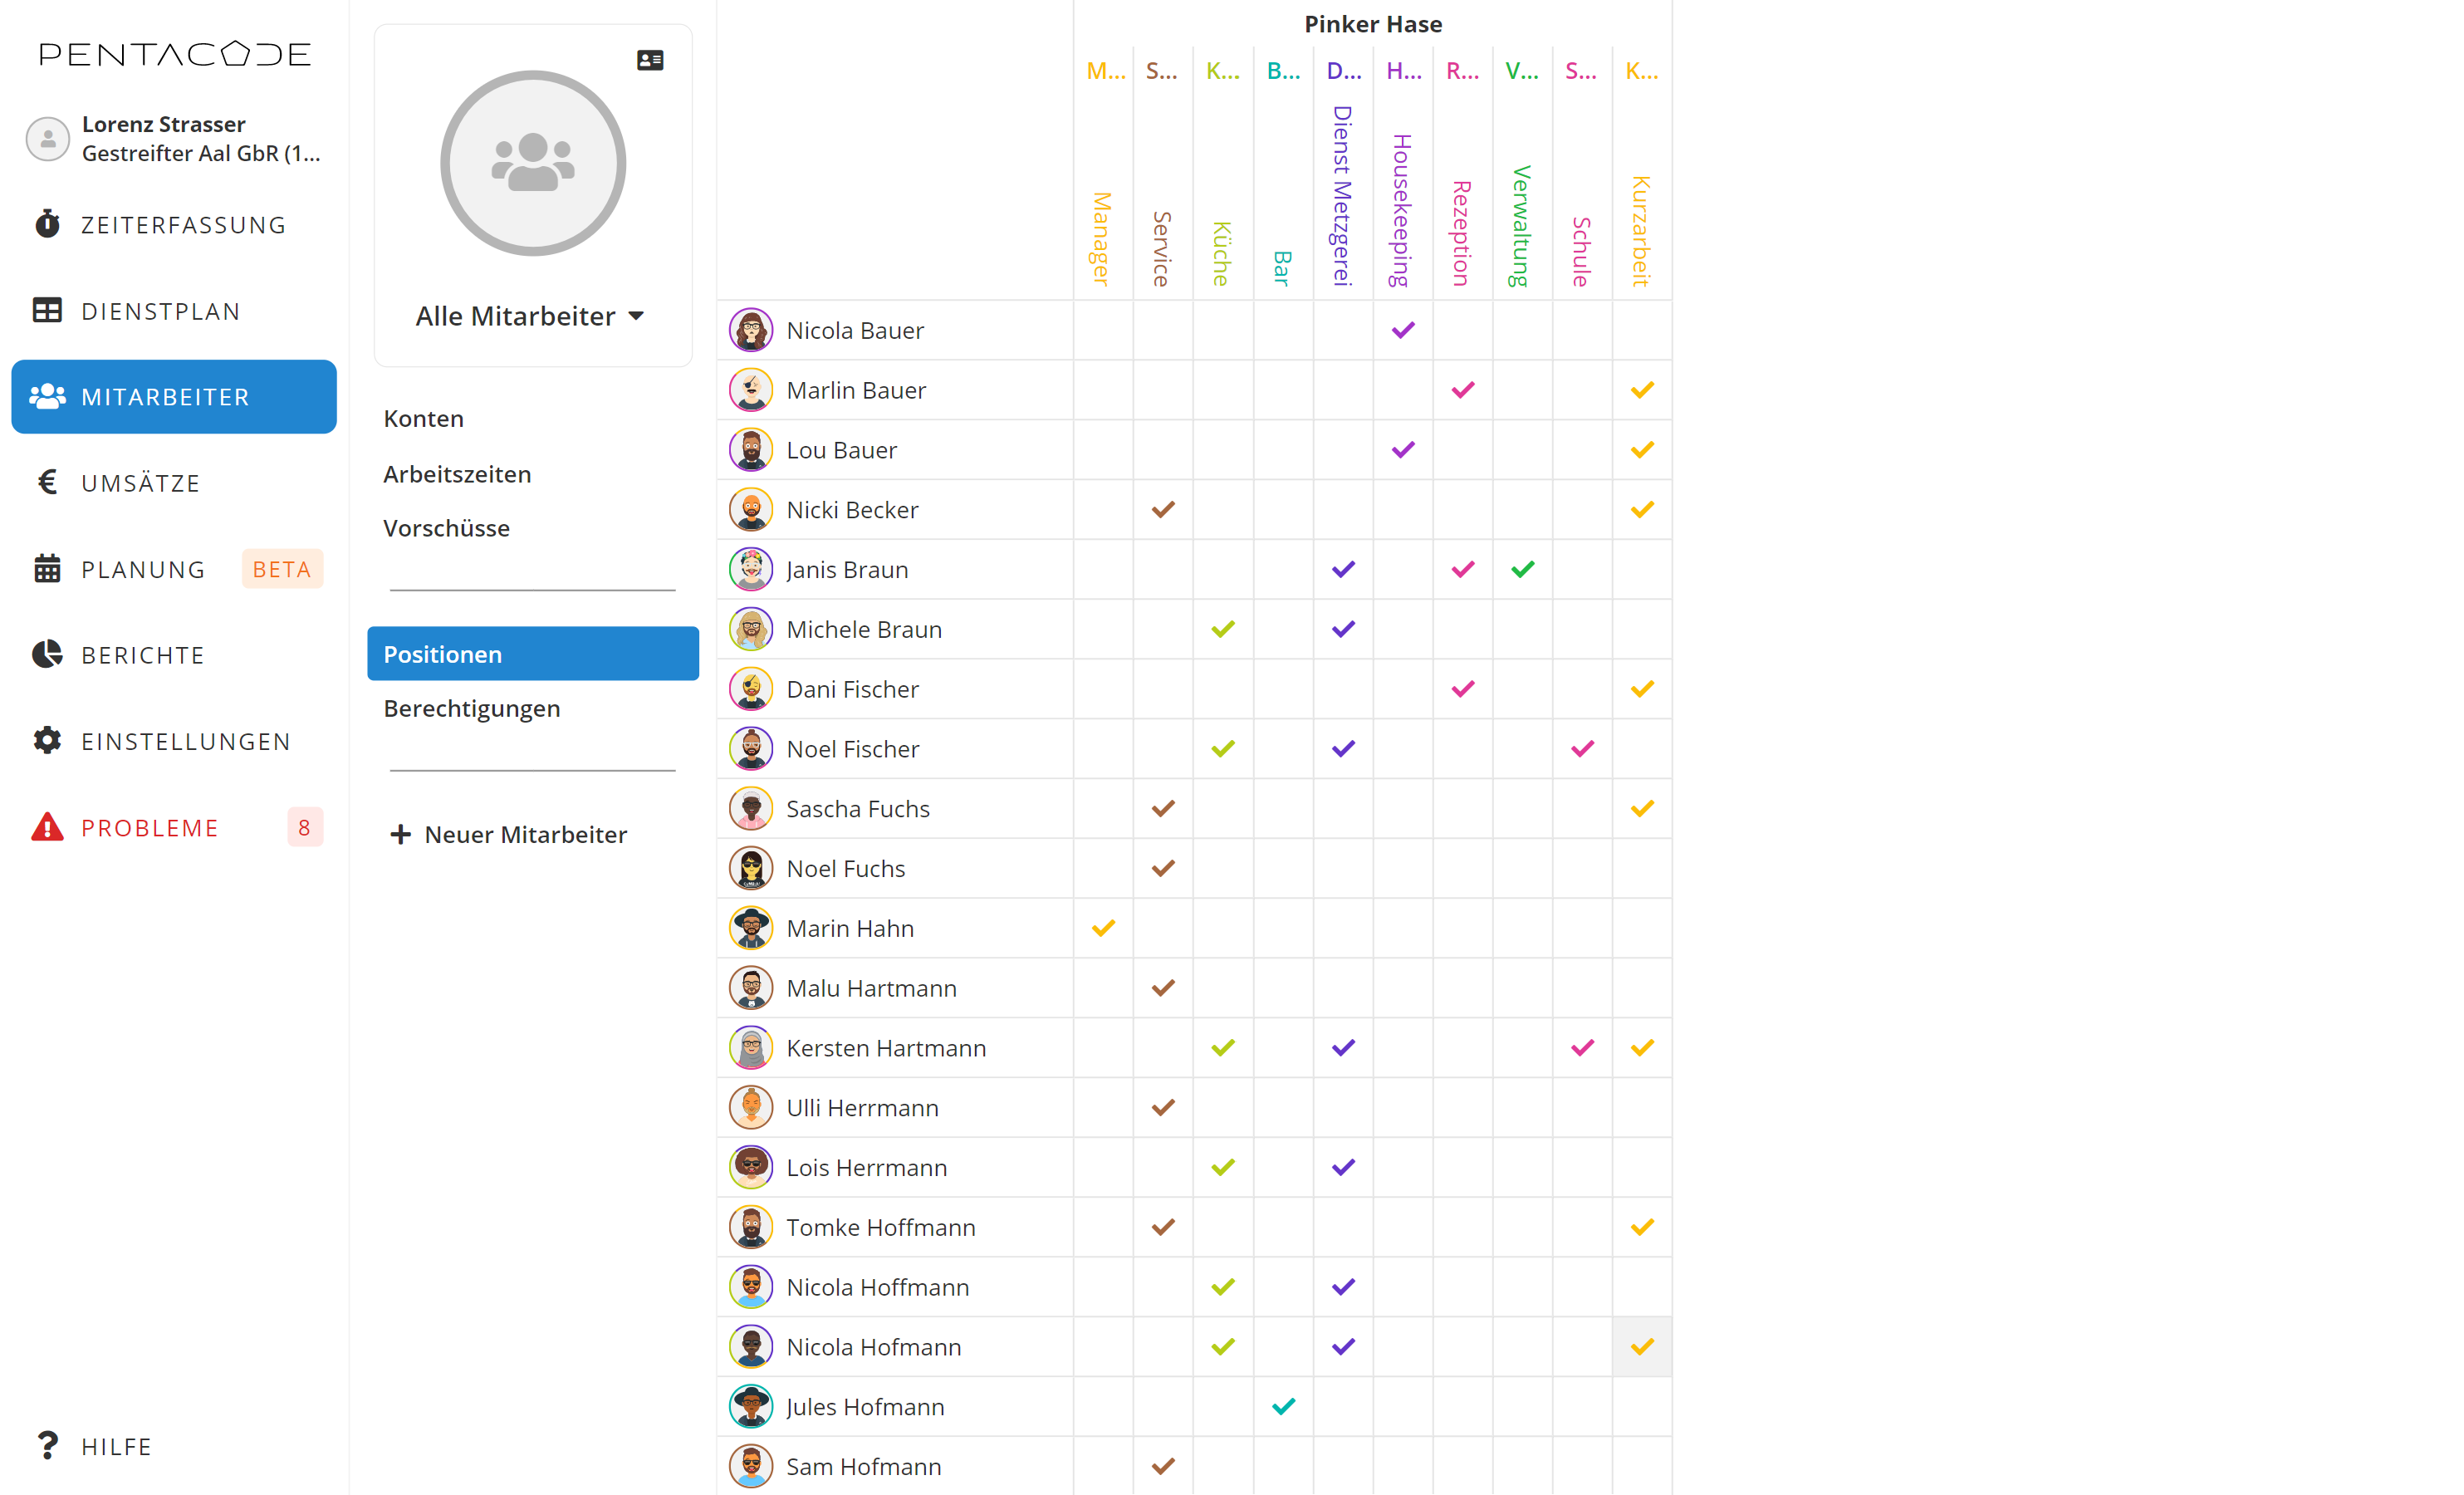 PENTACODE
Lorenz Strasser
Gestreifter Aal GbR (1...
ZEITERFASSUNG
DIENSTPLAN
MITARBEITER
UMSÄTZE
PLANUNG BETA
BERICHTE
EINSTELLUNGEN
PROBLEME 8
HILFE
Alle Mitarbeiter
Konten
Arbeitszeiten
Vorschüsse
Positionen
Berechtigungen
Neuer Mitarbeiter
Pinker Hase
M... S... K... B... D... H... R... V... S... K...
Manager
Service
Küche
Bar
Dienst Metzgerei
Housekeeping
Rezeption
Verwaltung
Schule
Kurzarbeit
Nicola Bauer
Marlin Bauer
Lou Bauer
Nicki Becker
Janis Braun
Michele Braun
Dani Fischer
Noel Fischer
Sascha Fuchs
Noel Fuchs
Marin Hahn
Malu Hartmann
Kersten Hartmann
Ulli Herrmann
Lois Herrmann
Tomke Hoffmann
Nicola Hoffmann
Nicola Hofmann
Jules Hofmann
Sam Hofmann